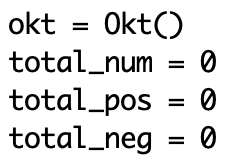 okt = Okt()
total_num = 0
total_pos = 0
total_neg = 0